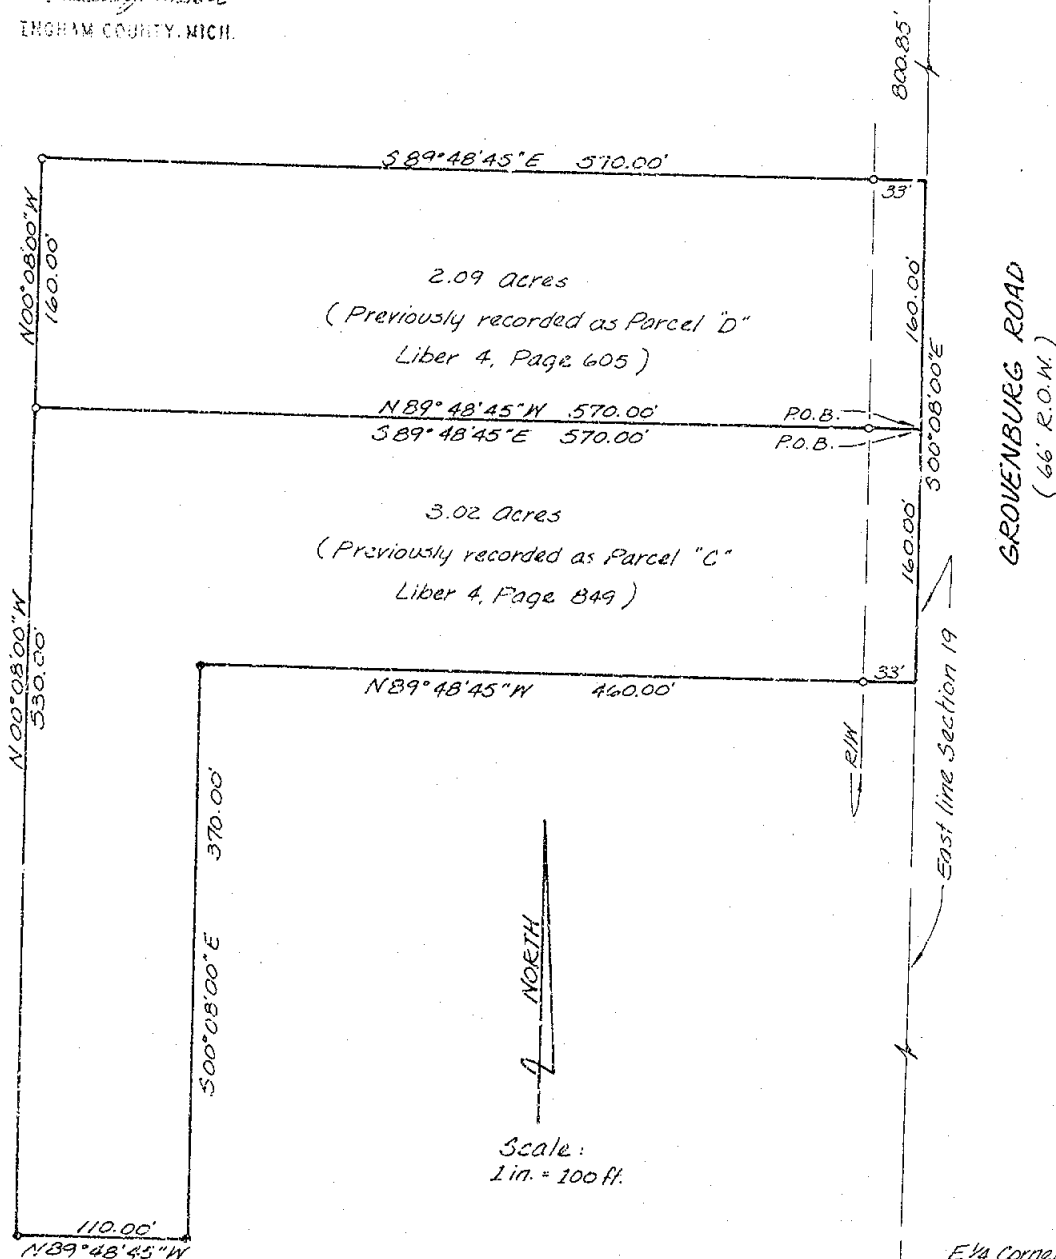 INGHAM COUNTY, MICH.
800.85'
S 89°48'45"E 570.00'
33'
N00°08'00"W
160.00'
2.09 Acres
(Previously recorded as Parcel "D"
Liber 4, Page 605)
160.00'
N 89°48'45"W 570.00'
S 89°48'45"E 570.00'
P.O.B.
P.O.B.
S00°08'00"E
GROVENBURG ROAD
(66' R.O.W.)
3.02 Acres
(Previously recorded as Parcel "C"
Liber 4, Page 849)
160.00'
N00°08'00"W
530.00'
N89°48'45"W 460.00'
33'
R/W
East line Section 19
S00°08'00"E 370.00'
NORTH
Scale:
1 in. = 100 ft.
110.00'
N89°48'45"W
E 1/4 Corner